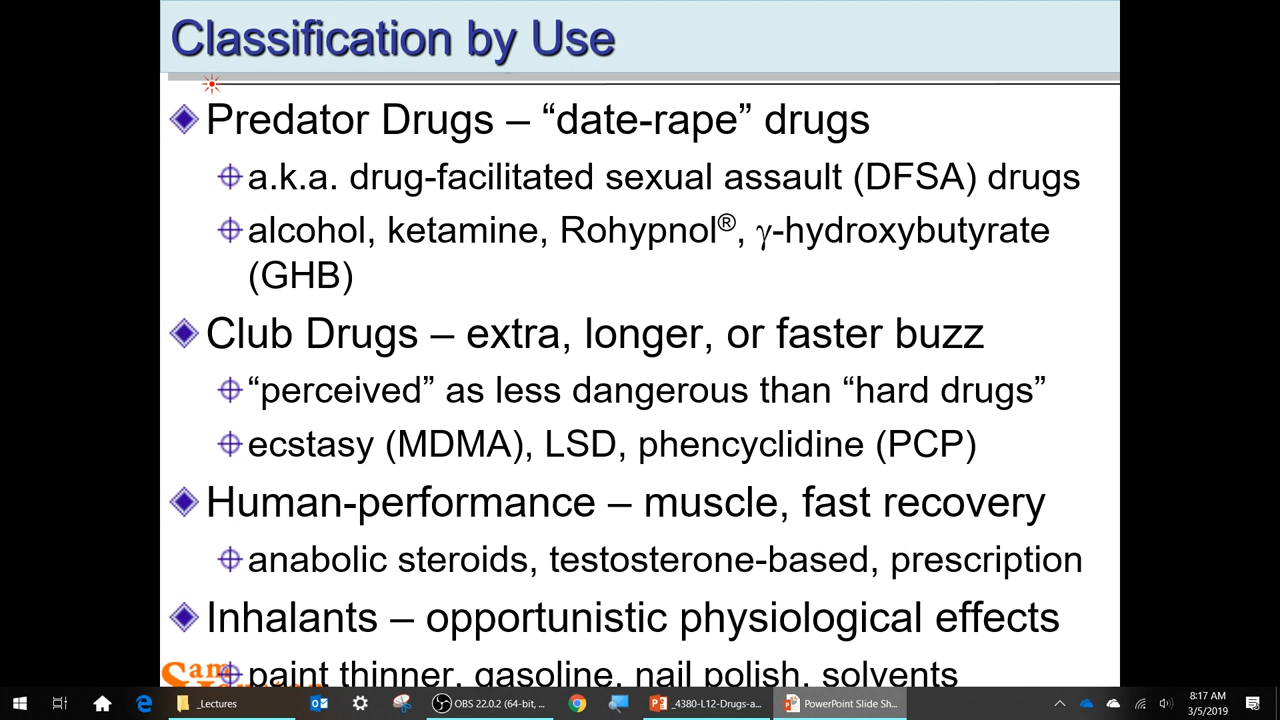 Classification by Use
Predator Drugs – “date-rape” drugs
a.k.a. drug-facilitated sexual assault (DFSA) drugs
alcohol, ketamine, Rohypnol®, γ-hydroxybutyrate
(GHB)
Club Drugs – extra, longer, or faster buzz
“perceived” as less dangerous than “hard drugs”
ecstasy (MDMA), LSD, phencyclidine (PCP)
Human-performance – muscle, fast recovery
anabolic steroids, testosterone-based, prescription
Inhalants – opportunistic physiological effects
Sam
paint thinner, gasoline, nail polish, solvents
_Lectures
OBS 22.0.2 (64-bit, ...
_4380-L12-Drugs-a...
PowerPoint Slide Sh...
8:17 AM
3/5/2019